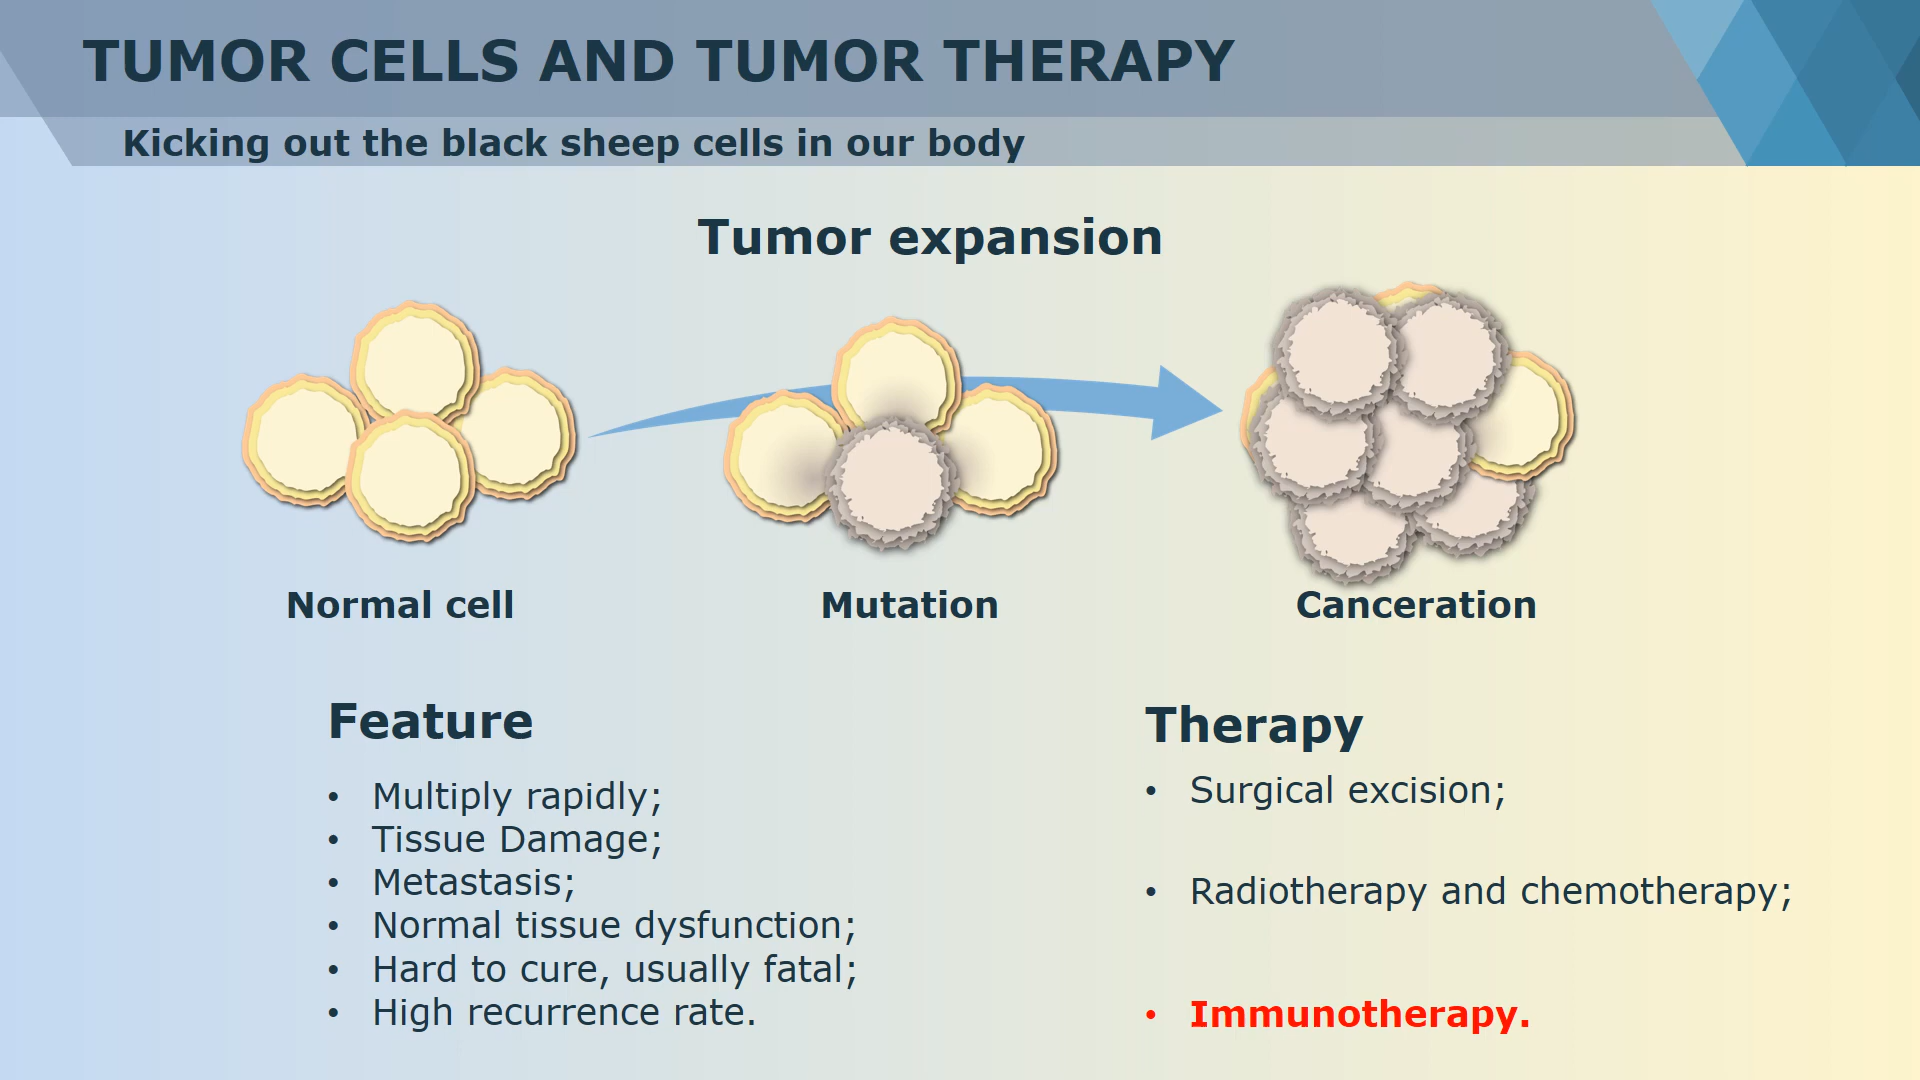 TUMOR CELLS AND TUMOR THERAPY
Kicking out the black sheep cells in our body
Tumor expansion
Normal cell
Mutation
Canceration
Feature
• Multiply rapidly;
• Tissue Damage;
• Metastasis;
• Normal tissue dysfunction;
• Hard to cure, usually fatal;
• High recurrence rate.
Therapy
• Surgical excision;
• Radiotherapy and chemotherapy;
• Immunotherapy.